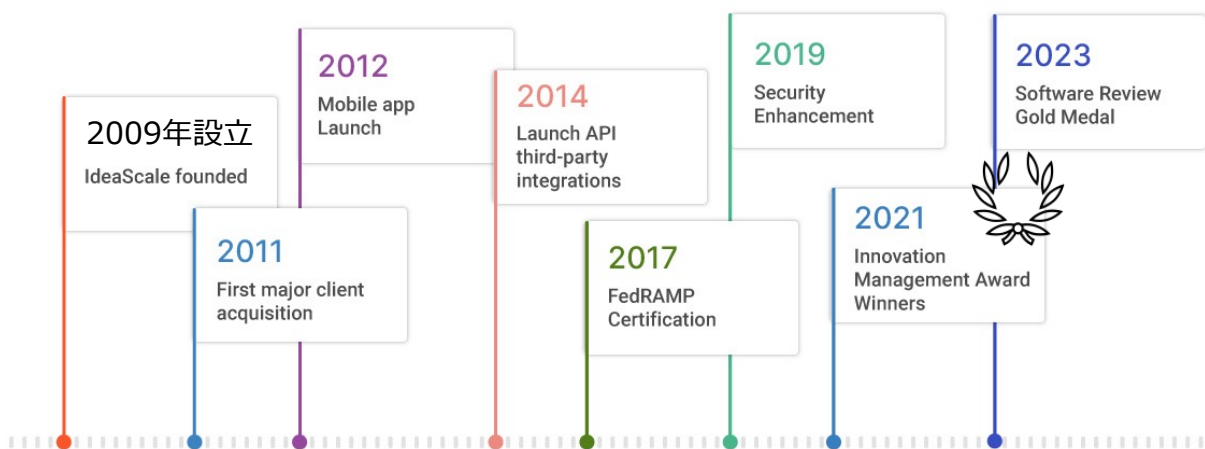 2009年設立
IdeaScale founded
2011
First major client
acquisition
2012
Mobile app
Launch
2014
Launch API
third-party
integrations
2017
FedRAMP
Certification
2019
Security
Enhancement
2021
Innovation
Management Award
Winners
2023
Software Review
Gold Medal